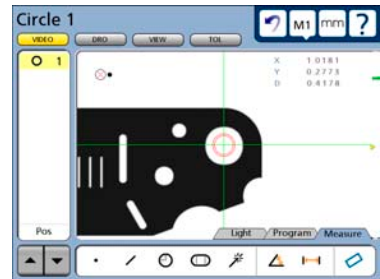 Circle 1
M1 mm ?
VIDEO DRO VIEW TOL
1
X 1.0181
Y 0.2773
D 0.4178
Pos
Light Program Measure